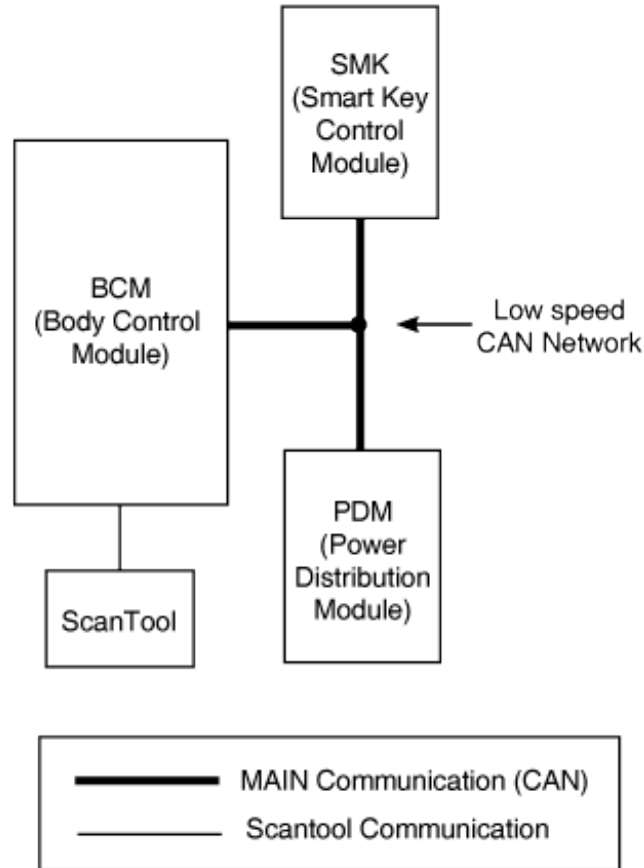 SMK
(Smart Key
Control
Module)
BCM
(Body Control
Module)
Low speed
CAN Network
PDM
(Power
Distribution
Module)
ScanTool
MAIN Communication (CAN)
Scantool Communication